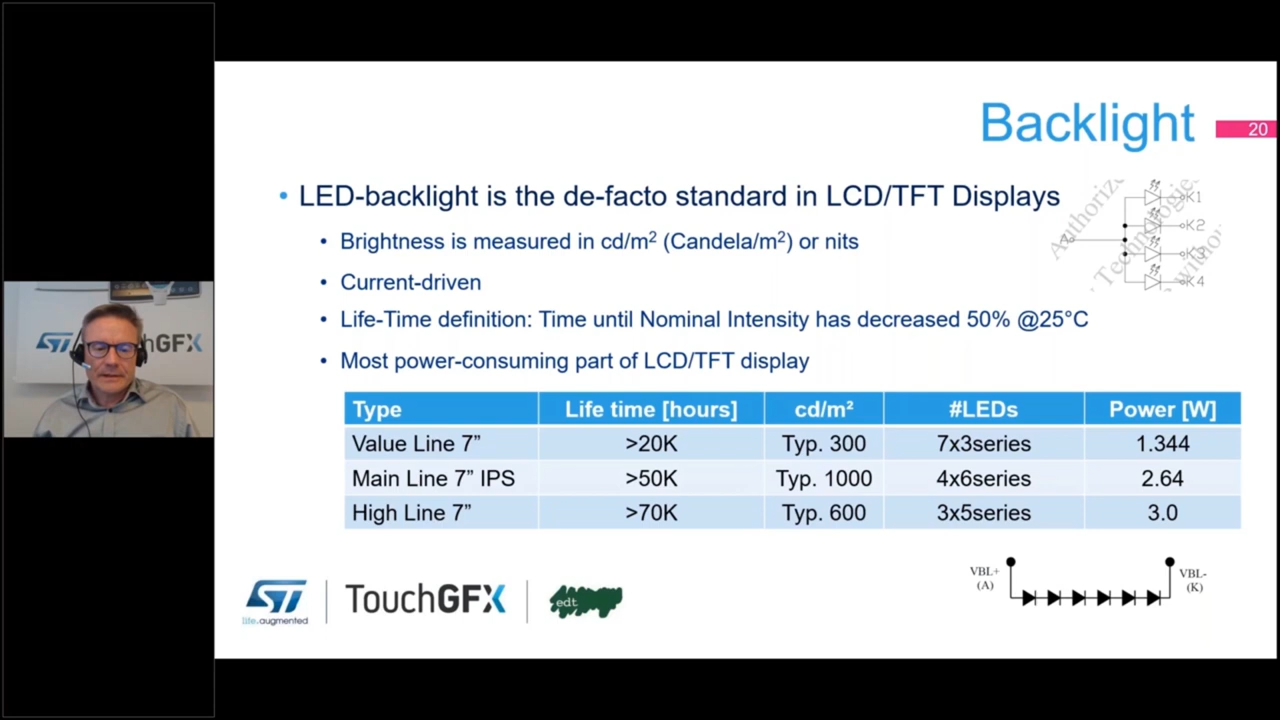 Backlight
20
• LED-backlight is the de-facto standard in LCD/TFT Displays
• Brightness is measured in cd/m² (Candela/m²) or nits
• Current-driven
• Life-Time definition: Time until Nominal Intensity has decreased 50% @25°C
• Most power-consuming part of LCD/TFT display
Authorize
Technologies
K1
K2
K3
K4
Type Life time [hours] cd/m² #LEDs Power [W]
Value Line 7” >20K Typ. 300 7x3series 1.344
Main Line 7” IPS >50K Typ. 1000 4x6series 2.64
High Line 7” >70K Typ. 600 3x5series 3.0
VBL+
(A)
VBL-
(K)
ST
life.augmented
TouchGFX
edt